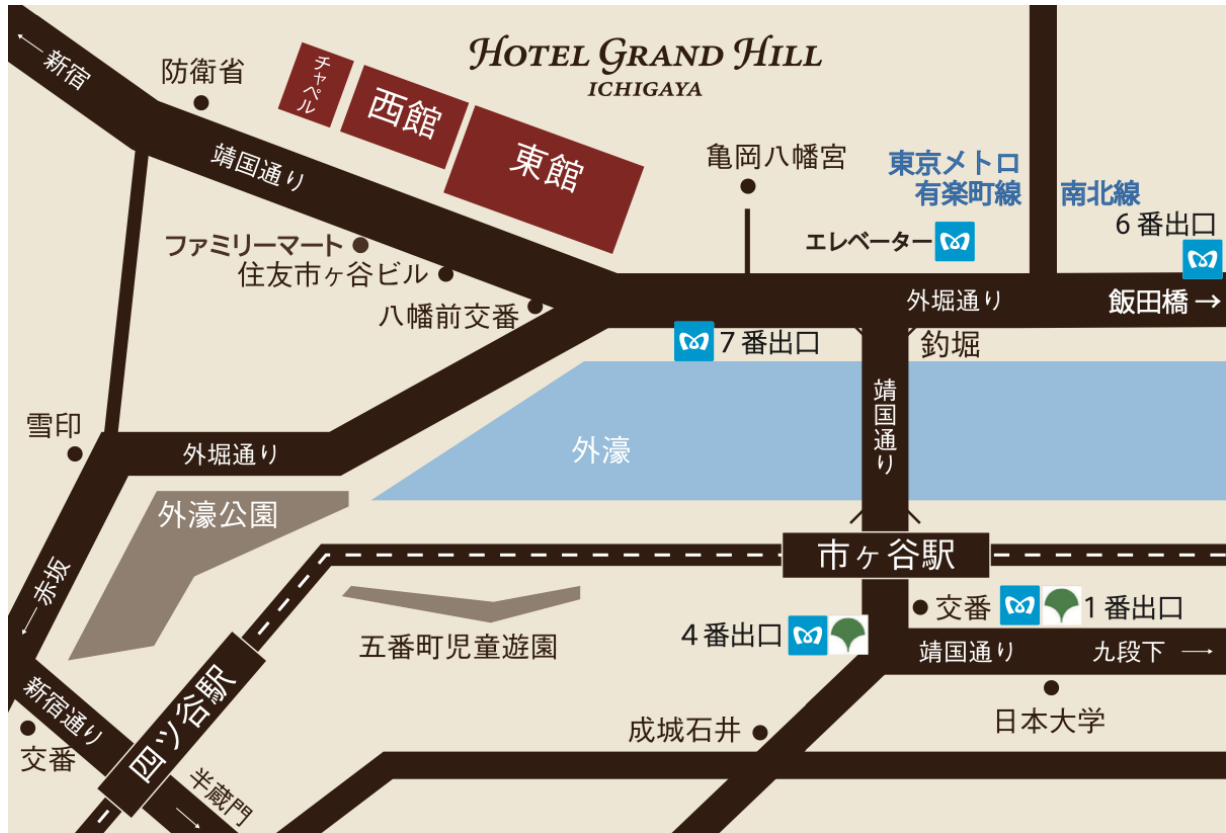 HOTEL GRAND HILL
ICHIGAYA
← 新宿
防衛省
チャペル
西館
東館
靖国通り
亀岡八幡宮
東京メトロ
有楽町線
南北線
6番出口
エレベーター
ファミリーマート
住友市ヶ谷ビル
八幡前交番
外堀通り
飯田橋 →
7番出口
釣堀
靖国通り
雪印
外堀通り
外濠
外濠公園
市ヶ谷駅
← 赤坂
交番
1番出口
4番出口
五番町児童遊園
靖国通り
九段下 →
四ツ谷駅
新宿通り
日本大学
成城石井
交番
半蔵門 →